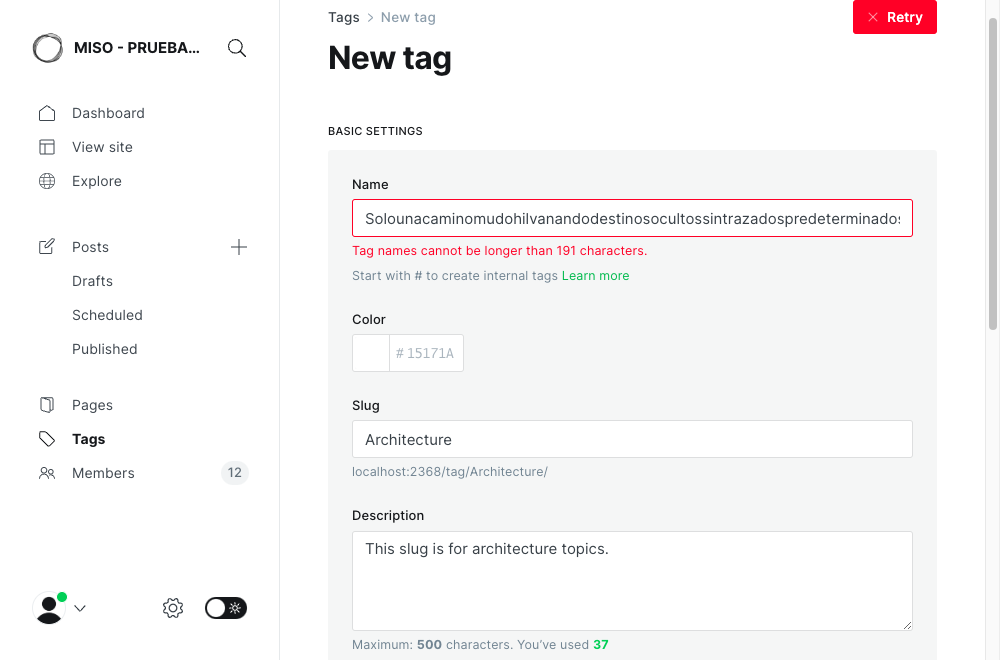 MISO - PRUEBA...
Dashboard
View site
Explore
Posts
Drafts
Scheduled
Published
Pages
Tags
Members 12
Tags > New tag
Retry
New tag
BASIC SETTINGS
Name
Solounacaminomudohilvanandodestinosocultossintrazadospredeterminados
Tag names cannot be longer than 191 characters.
Start with # to create internal tags Learn more
Color
# 15171A
Slug
Architecture
localhost:2368/tag/Architecture/
Description
This slug is for architecture topics.
Maximum: 500 characters. You’ve used 37